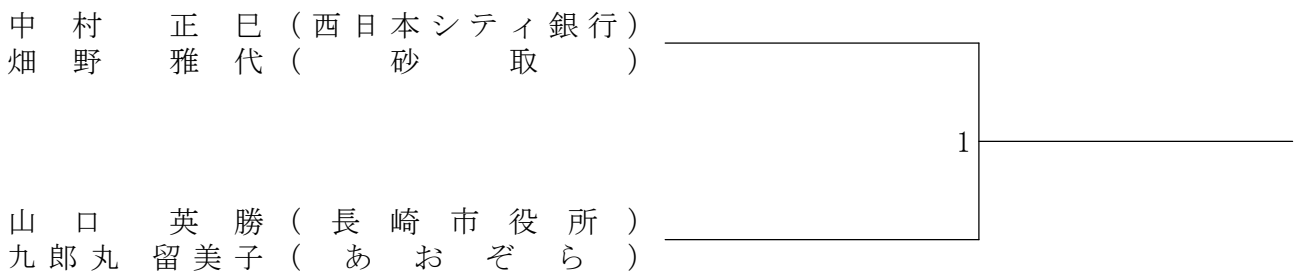 中村 正巳(西日本シティ銀行)
畑野 雅代(砂取)
1
山口 英勝(長崎市役所)
九郎丸 留美子(あおぞら)